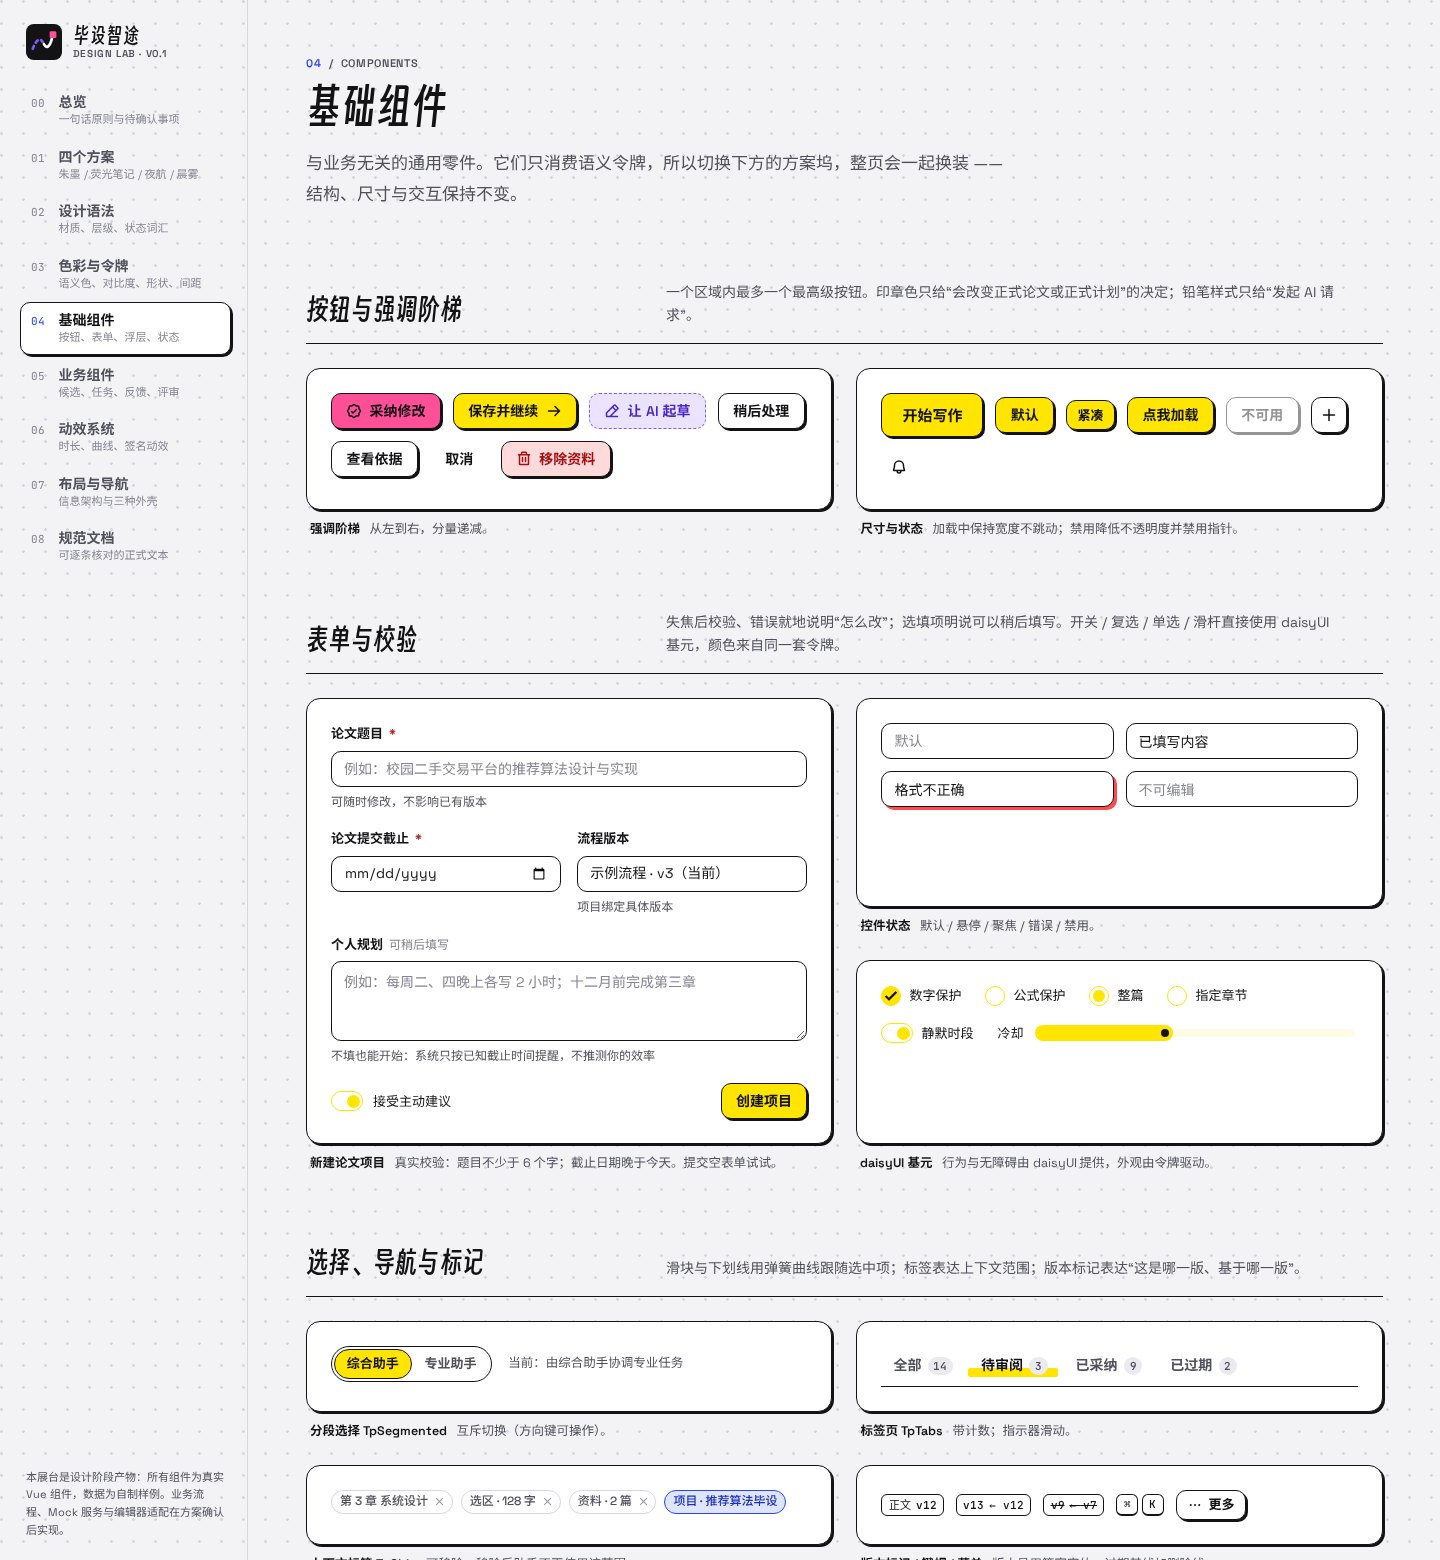 毕设智途
DESIGN LAB · V0.1
00 总览
一句话原则与待确认事项
01 四个方案
朱墨 / 荧光笔记 / 夜航 / 晨雾
02 设计语法
材质、层级、状态词汇
03 色彩与令牌
语义色、对比度、形状、间距
04 基础组件
按钮、表单、浮层、状态
05 业务组件
候选、任务、反馈、评审
06 动效系统
时长、曲线、签名动效
07 布局与导航
信息架构与三种外壳
08 规范文档
可逐条核对的正式文本
本展台是设计阶段产物：所有组件为真实
Vue 组件，数据为自制样例。业务流
程、Mock 服务与编辑器适配在方案确认
后实现。
04 / COMPONENTS
基础组件
与业务无关的通用零件。它们只消费语义令牌，所以切换下方的方案坞，整页会一起换装 ——
结构、尺寸与交互保持不变。
按钮与强调阶梯
一个区域内最多一个最高级按钮。印章色只给“会改变正式论文或正式计划”的决定；铅笔样式只给“发起 AI 请
求”。
采纳修改 保存并继续 让 AI 起草 稍后处理
查看依据 取消 移除资料
强调阶梯 从左到右，分量递减。
开始写作 默认 紧凑 点我加载 不可用
尺寸与状态 加载中保持宽度不跳动；禁用降低不透明度并禁用指针。
表单与校验
失焦后校验、错误就地说明“怎么改”；选填项明说可以稍后填写。开关 / 复选 / 单选 / 滑杆直接使用 daisyUI
基元，颜色来自同一套令牌。
论文题目 *
例如：校园二手交易平台的推荐算法设计与实现
可随时修改，不影响已有版本
论文提交截止 * 流程版本
mm/dd/yyyy 示例流程 · v3（当前）
项目绑定具体版本
个人规划 可稍后填写
例如：每周二、四晚上各写 2 小时；十二月前完成第三章
不填也能开始：系统只按已知截止时间提醒，不推测你的效率
接受主动建议 创建项目
新建论文项目 真实校验：题目不少于 6 个字；截止日期晚于今天。提交空表单试试。
默认 已填写内容
格式不正确 不可编辑
控件状态 默认 / 悬停 / 聚焦 / 错误 / 禁用。
数字保护 公式保护 整篇 指定章节
静默时段 冷却
daisyUI 基元 行为与无障碍由 daisyUI 提供，外观由令牌驱动。
选择、导航与标记
滑块与下划线用弹簧曲线跟随选中项；标签表达上下文范围；版本标记表达“这是哪一版、基于哪一版”。
综合助手 专业助手 当前：由综合助手协调专业任务
分段选择 TpSegmented 互斥切换（方向键可操作）。
全部 14 待审阅 3 已采纳 9 已过期 2
标签页 TpTabs 带计数；指示器滑动。
第 3 章 系统设计 × 选区 · 128 字 × 资料 · 2 篇 × 项目 · 推荐算法毕设
正文 v12 v13 ← v12 v9 ← v7 ⌘ K ⋯ 更多